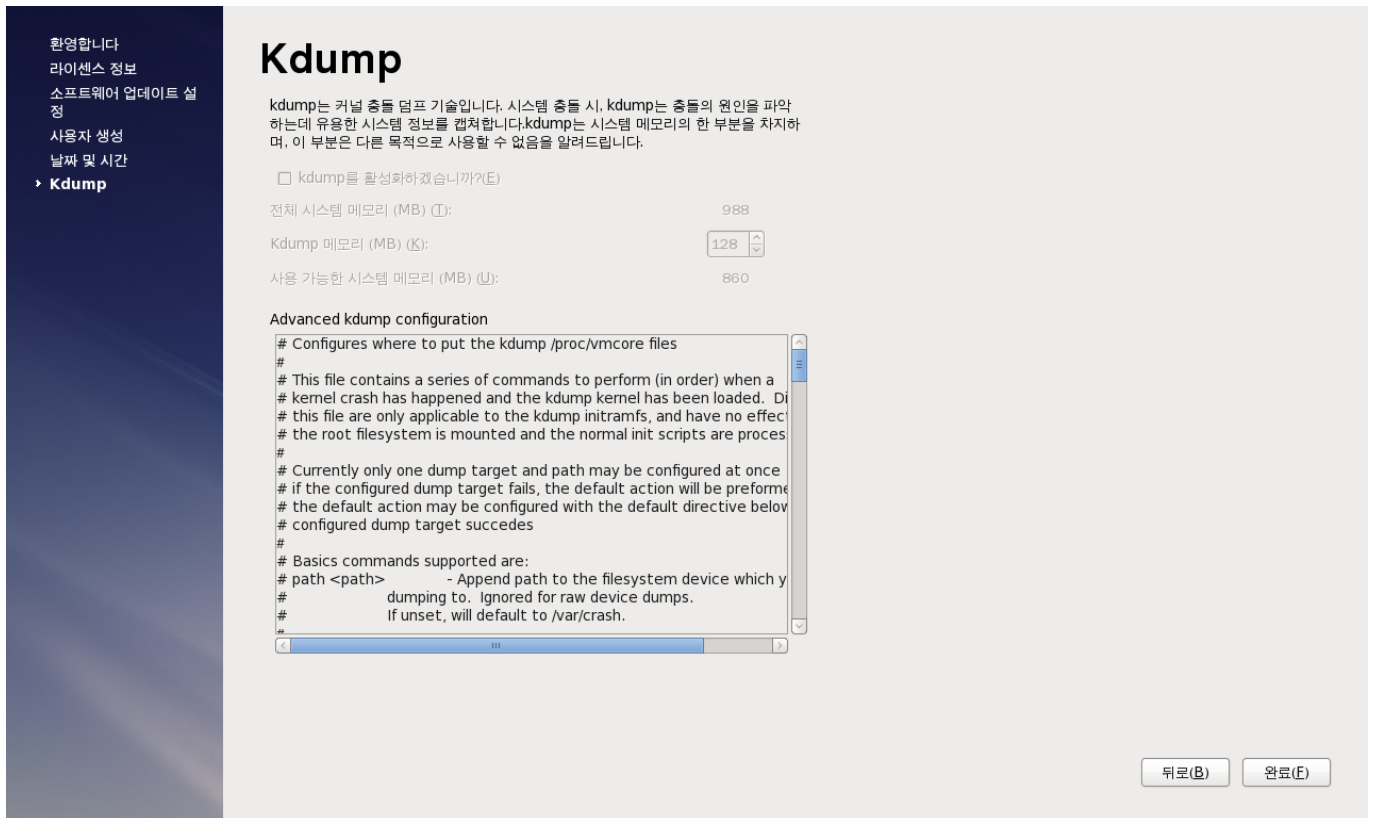 환영합니다
라이센스 정보
소프트웨어 업데이트 설
정
사용자 생성
날짜 및 시간
Kdump
Kdump
kdump는 커널 충돌 덤프 기술입니다. 시스템 충돌 시, kdump는 충돌의 원인을 파악
하는데 유용한 시스템 정보를 캡쳐합니다.kdump는 시스템 메모리의 한 부분을 차지하
며, 이 부분은 다른 목적으로 사용할 수 없음을 알려드립니다.
kdump를 활성화하겠습니까?(E)
전체 시스템 메모리 (MB) (T): 988
Kdump 메모리 (MB) (K): 128
사용 가능한 시스템 메모리 (MB) (U): 860
Advanced kdump configuration
# Configures where to put the kdump /proc/vmcore files
#
# This file contains a series of commands to perform (in order) when a
# kernel crash has happened and the kdump kernel has been loaded.  Di
# this file are only applicable to the kdump initramfs, and have no effect
# the root filesystem is mounted and the normal init scripts are proces
#
# Currently only one dump target and path may be configured at once
# if the configured dump target fails, the default action will be preforme
# the default action may be configured with the default directive below
# configured dump target succedes
#
# Basics commands supported are:
# path <path> - Append path to the filesystem device which y
# dumping to.  Ignored for raw device dumps.
# If unset, will default to /var/crash.
#
뒤로(B)
완료(F)